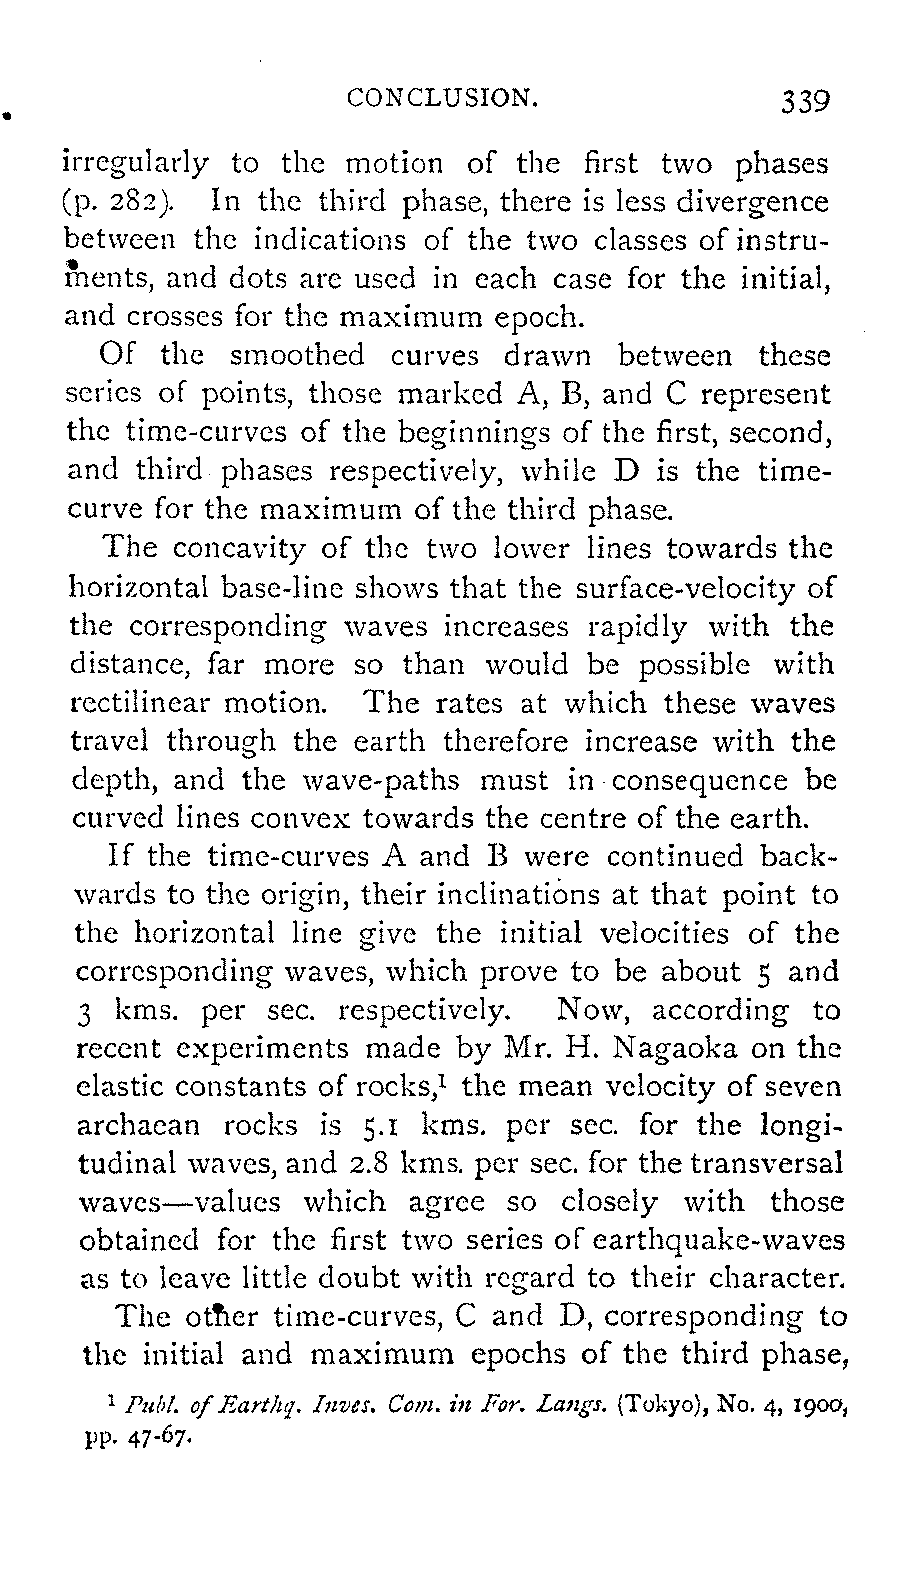 CONCLUSION. 339
irregularly to the motion of the first two phases
(p. 282). In the third phase, there is less divergence
between the indications of the two classes of instru-
ments, and dots are used in each case for the initial,
and crosses for the maximum epoch.
Of the smoothed curves drawn between these
series of points, those marked A, B, and C represent
the time-curves of the beginnings of the first, second,
and third phases respectively, while D is the time-
curve for the maximum of the third phase.
The concavity of the two lower lines towards the
horizontal base-line shows that the surface-velocity of
the corresponding waves increases rapidly with the
distance, far more so than would be possible with
rectilinear motion. The rates at which these waves
travel through the earth therefore increase with the
depth, and the wave-paths must in consequence be
curved lines convex towards the centre of the earth.
If the time-curves A and B were continued back-
wards to the origin, their inclinations at that point to
the horizontal line give the initial velocities of the
corresponding waves, which prove to be about 5 and
3 kms. per sec. respectively. Now, according to
recent experiments made by Mr. H. Nagaoka on the
elastic constants of rocks,¹ the mean velocity of seven
archaean rocks is 5.1 kms. per sec. for the longi-
tudinal waves, and 2.8 kms. per sec. for the transversal
waves—values which agree so closely with those
obtained for the first two series of earthquake-waves
as to leave little doubt with regard to their character.
The other time-curves, C and D, corresponding to
the initial and maximum epochs of the third phase,
¹ Publ. of Earthq. Inves. Com. in For. Langs. (Tokyo), No. 4, 1900,
pp. 47-67.